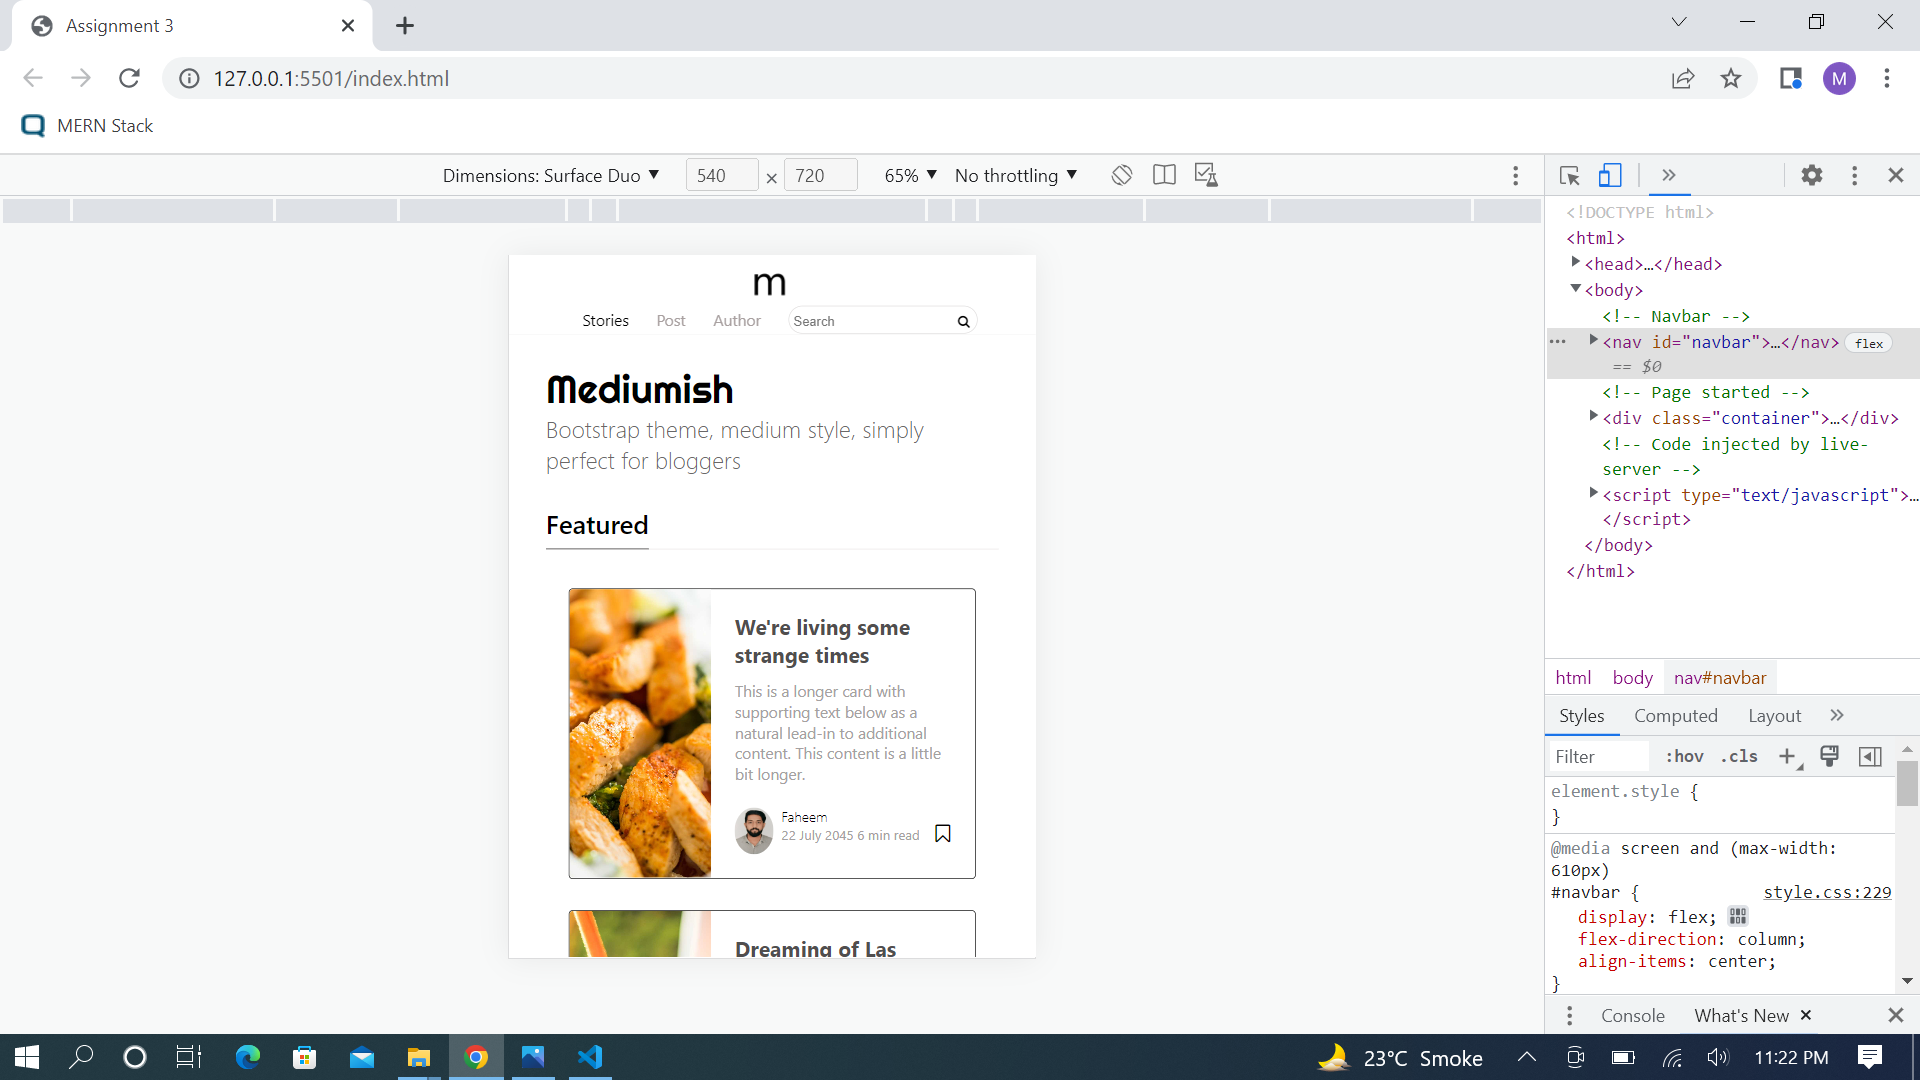 Assignment 3
127.0.0.1:5501/index.html
M
MERN Stack
Dimensions: Surface Duo ▼ 540 × 720 65% ▼ No throttling ▼
m
Stories Post Author Search
Mediumish
Bootstrap theme, medium style, simply
perfect for bloggers
Featured
We're living some
strange times
This is a longer card with
supporting text below as a
natural lead-in to additional
content. This content is a little
bit longer.
Faheem
22 July 2045 6 min read
Dreaming of Las
<!DOCTYPE html>
<html>
<head>…</head>
<body>
<!-- Navbar -->
<nav id="navbar">…</nav> flex
== $0
<!-- Page started -->
<div class="container">…</div>
<!-- Code injected by live-
server -->
<script type="text/javascript">…
</script>
</body>
</html>
html body nav#navbar
Styles Computed Layout
Filter :hov .cls
element.style {
}
@media screen and (max-width:
610px)
#navbar { style.css:229
display: flex;
flex-direction: column;
align-items: center;
}
Console What's New
23°C Smoke 11:22 PM